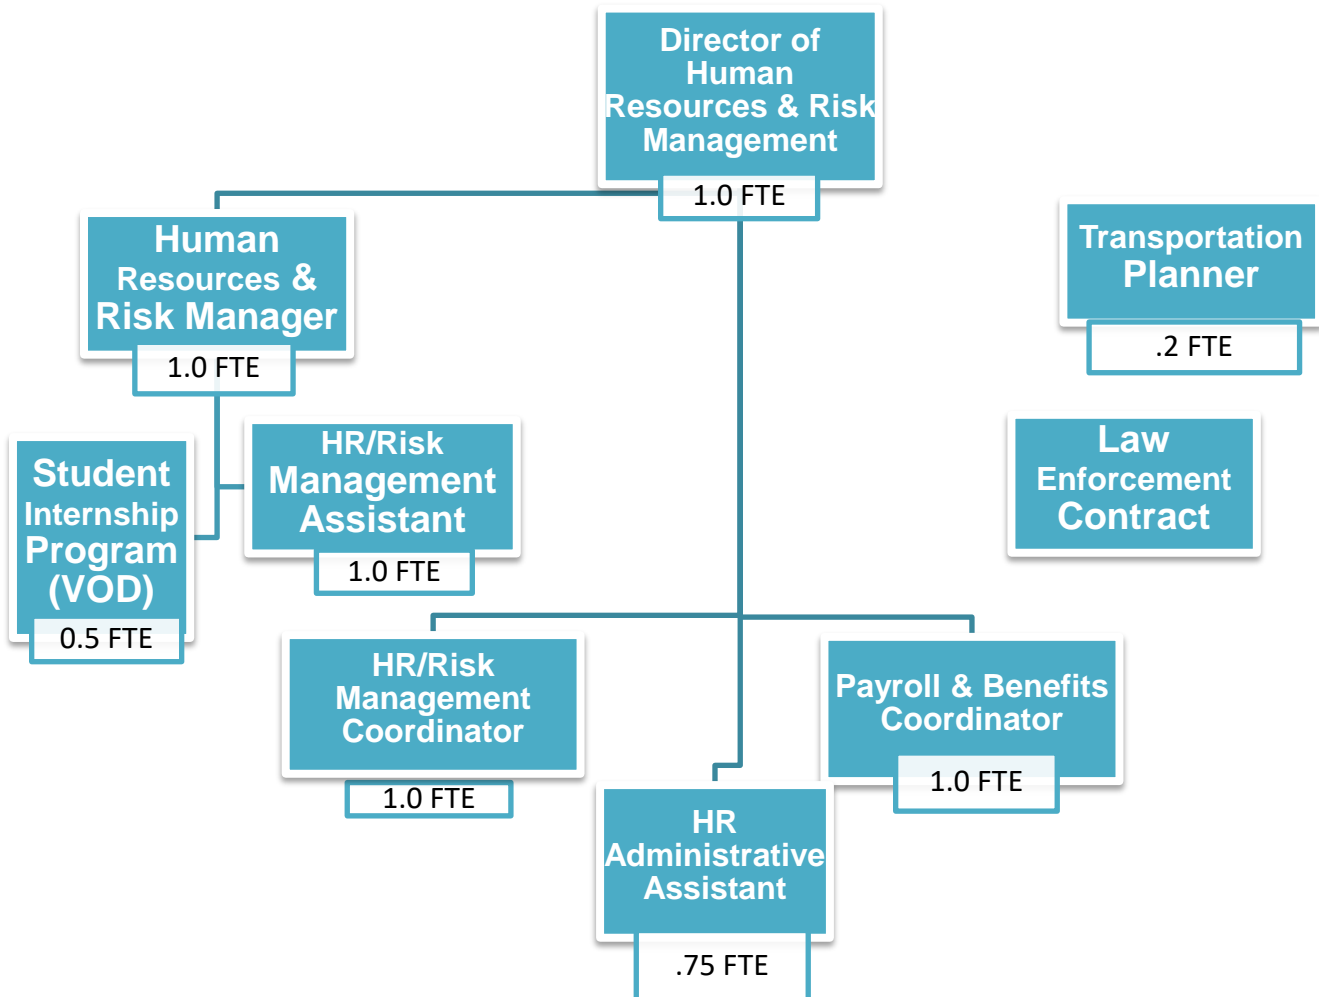 Director of
Human
Resources & Risk
Management
1.0 FTE
Human
Resources &
Risk Manager
1.0 FTE
Transportation
Planner
.2 FTE
Student
Internship
Program
(VOD)
0.5 FTE
HR/Risk
Management
Assistant
1.0 FTE
Law
Enforcement
Contract
HR/Risk
Management
Coordinator
1.0 FTE
Payroll & Benefits
Coordinator
1.0 FTE
HR
Administrative
Assistant
.75 FTE